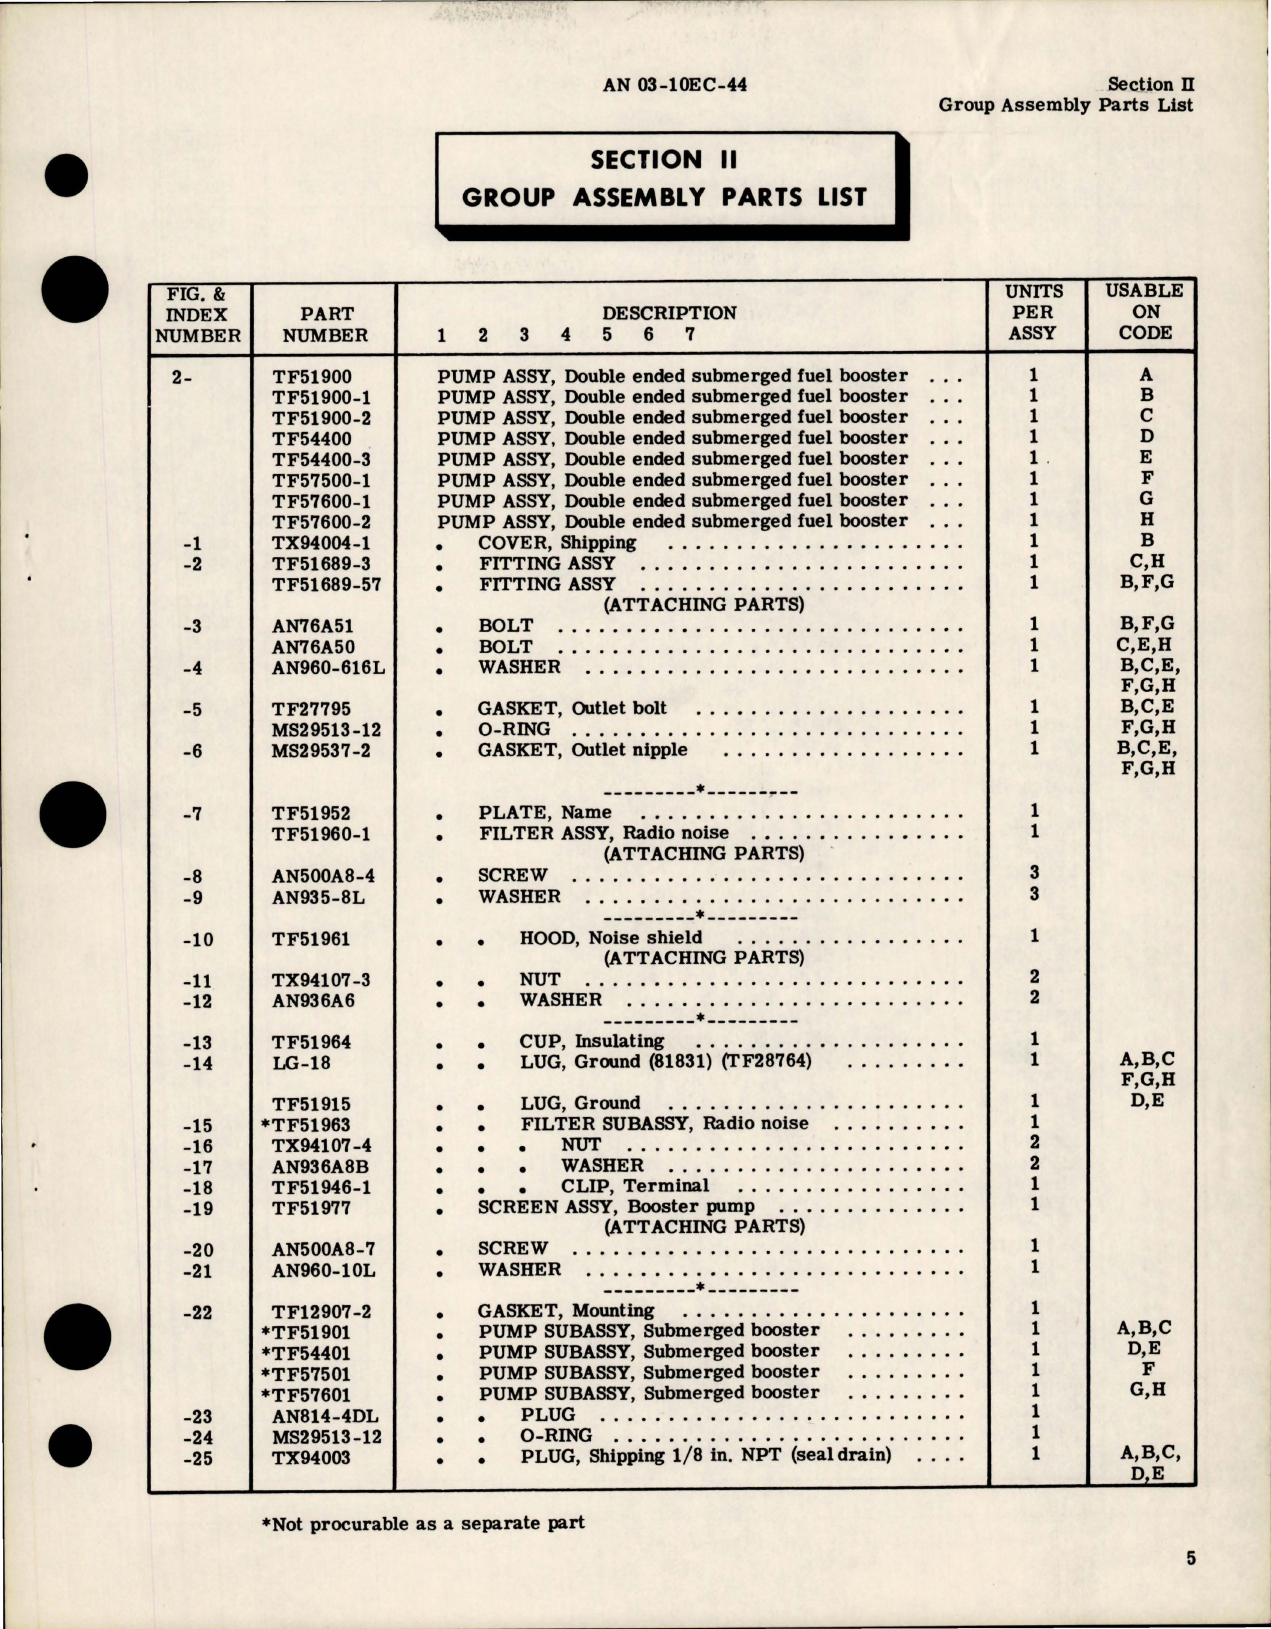 AN 03-10EC-44
Section II
Group Assembly Parts List
SECTION II
GROUP ASSEMBLY PARTS LIST
FIG. & INDEX NUMBER PART NUMBER DESCRIPTION 1 2 3 4 5 6 7 UNITS PER ASSY USABLE ON CODE
2- TF51900 PUMP ASSY, Double ended submerged fuel booster . . . 1 A
TF51900-1 PUMP ASSY, Double ended submerged fuel booster . . . 1 B
TF51900-2 PUMP ASSY, Double ended submerged fuel booster . . . 1 C
TF54400 PUMP ASSY, Double ended submerged fuel booster . . . 1 D
TF54400-3 PUMP ASSY, Double ended submerged fuel booster . . . 1 E
TF57500-1 PUMP ASSY, Double ended submerged fuel booster . . . 1 F
TF57600-1 PUMP ASSY, Double ended submerged fuel booster . . . 1 G
TF57600-2 PUMP ASSY, Double ended submerged fuel booster . . . 1 H
-1 TX94004-1 . COVER, Shipping . . . . . . . . . . . . . . . . . . . . . . 1 B
-2 TF51689-3 . FITTING ASSY . . . . . . . . . . . . . . . . . . . . . . . . 1 C,H
TF51689-57 . FITTING ASSY . . . . . . . . . . . . . . . . . . . . . . . . 1 B,F,G
(ATTACHING PARTS)
-3 AN76A51 . BOLT . . . . . . . . . . . . . . . . . . . . . . . . . . . . . . 1 B,F,G
AN76A50 . BOLT . . . . . . . . . . . . . . . . . . . . . . . . . . . . . . 1 C,E,H
-4 AN960-616L . WASHER . . . . . . . . . . . . . . . . . . . . . . . . . . . . 1 B,C,E,
F,G,H
-5 TF27795 . GASKET, Outlet bolt . . . . . . . . . . . . . . . . . . . . 1 B,C,E
MS29513-12 . O-RING . . . . . . . . . . . . . . . . . . . . . . . . . . . . . 1 F,G,H
-6 MS29537-2 . GASKET, Outlet nipple . . . . . . . . . . . . . . . . . . 1 B,C,E,
F,G,H
---------*---------
-7 TF51952 . PLATE, Name . . . . . . . . . . . . . . . . . . . . . . . . 1
TF51960-1 . FILTER ASSY, Radio noise . . . . . . . . . . . . . . . . 1
(ATTACHING PARTS)
-8 AN500A8-4 . SCREW . . . . . . . . . . . . . . . . . . . . . . . . . . . . . 3
-9 AN935-8L . WASHER . . . . . . . . . . . . . . . . . . . . . . . . . . . . 3
---------*---------
-10 TF51961 . . HOOD, Noise shield . . . . . . . . . . . . . . . . . 1
(ATTACHING PARTS)
-11 TX94107-3 . . NUT . . . . . . . . . . . . . . . . . . . . . . . . . . . . 2
-12 AN936A6 . . WASHER . . . . . . . . . . . . . . . . . . . . . . . . . 2
---------*---------
-13 TF51964 . . CUP, Insulating . . . . . . . . . . . . . . . . . . . . 1
-14 LG-18 . . LUG, Ground (81831) (TF28764) . . . . . . . . . 1 A,B,C
F,G,H
TF51915 . . LUG, Ground . . . . . . . . . . . . . . . . . . . . . . 1 D,E
-15 *TF51963 . . FILTER SUBASSY, Radio noise . . . . . . . . . . 1
-16 TX94107-4 . . . NUT . . . . . . . . . . . . . . . . . . . . . . . . . 2
-17 AN936A8B . . . WASHER . . . . . . . . . . . . . . . . . . . . . . 2
-18 TF51946-1 . . . CLIP, Terminal . . . . . . . . . . . . . . . . . 1
-19 TF51977 . SCREEN ASSY, Booster pump . . . . . . . . . . . . . . 1
(ATTACHING PARTS)
-20 AN500A8-7 . SCREW . . . . . . . . . . . . . . . . . . . . . . . . . . . . . 1
-21 AN960-10L . WASHER . . . . . . . . . . . . . . . . . . . . . . . . . . . . 1
---------*---------
-22 TF12907-2 . GASKET, Mounting . . . . . . . . . . . . . . . . . . . . . 1
*TF51901 . PUMP SUBASSY, Submerged booster . . . . . . . . . 1 A,B,C
*TF54401 . PUMP SUBASSY, Submerged booster . . . . . . . . . 1 D,E
*TF57501 . PUMP SUBASSY, Submerged booster . . . . . . . . . 1 F
*TF57601 . PUMP SUBASSY, Submerged booster . . . . . . . . . 1 G,H
-23 AN814-4DL . . PLUG . . . . . . . . . . . . . . . . . . . . . . . . . . . 1
-24 MS29513-12 . . O-RING . . . . . . . . . . . . . . . . . . . . . . . . . . 1
-25 TX94003 . . PLUG, Shipping 1/8 in. NPT (seal drain) . . . . 1 A,B,C,
D,E
*Not procurable as a separate part
5